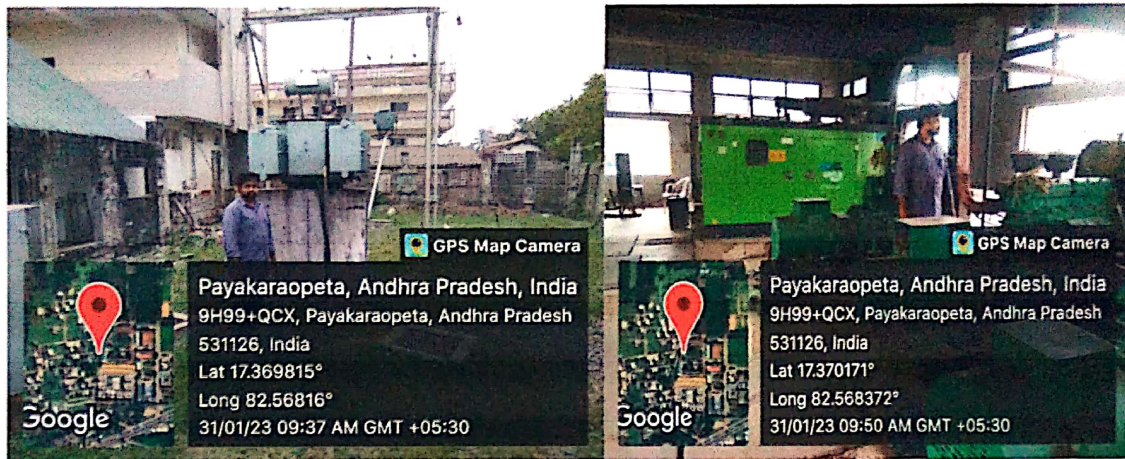 GPS Map Camera
Payakaraopeta, Andhra Pradesh, India
9H99+QCX, Payakaraopeta, Andhra Pradesh
531126, India
Lat 17.369815°
Long 82.56816°
31/01/23 09:37 AM GMT +05:30
Google
GPS Map Camera
Payakaraopeta, Andhra Pradesh, India
9H99+QCX, Payakaraopeta, Andhra Pradesh
531126, India
Lat 17.370171°
Long 82.568372°
31/01/23 09:50 AM GMT +05:30
Google